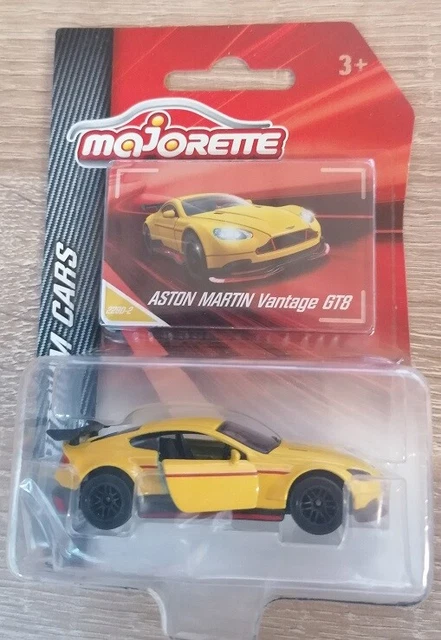 3+
majorette
ASTON MARTIN Vantage GT8
M CARS